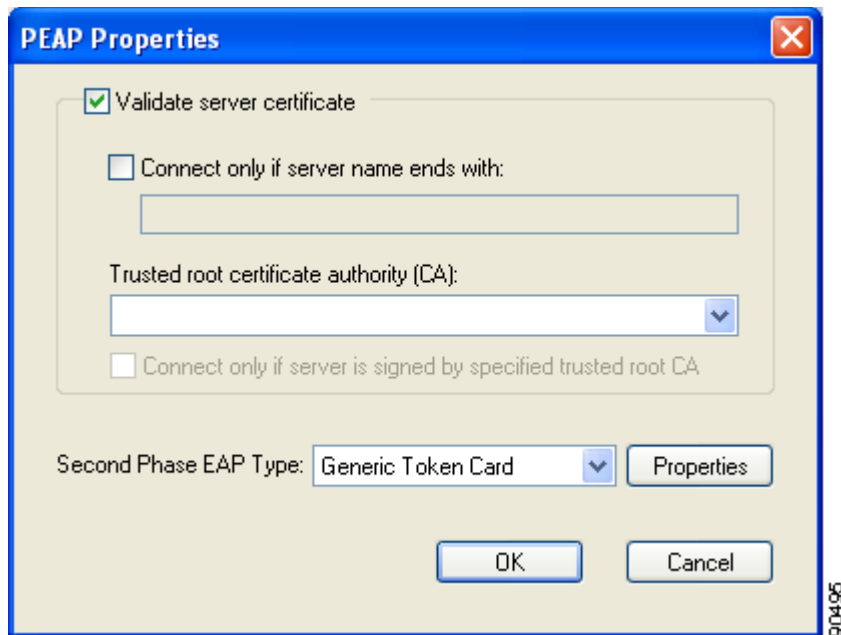 PEAP Properties
Validate server certificate
Connect only if server name ends with:
Trusted root certificate authority (CA):
Connect only if server is signed by specified trusted root CA
Second Phase EAP Type: Generic Token Card Properties
OK Cancel
90495